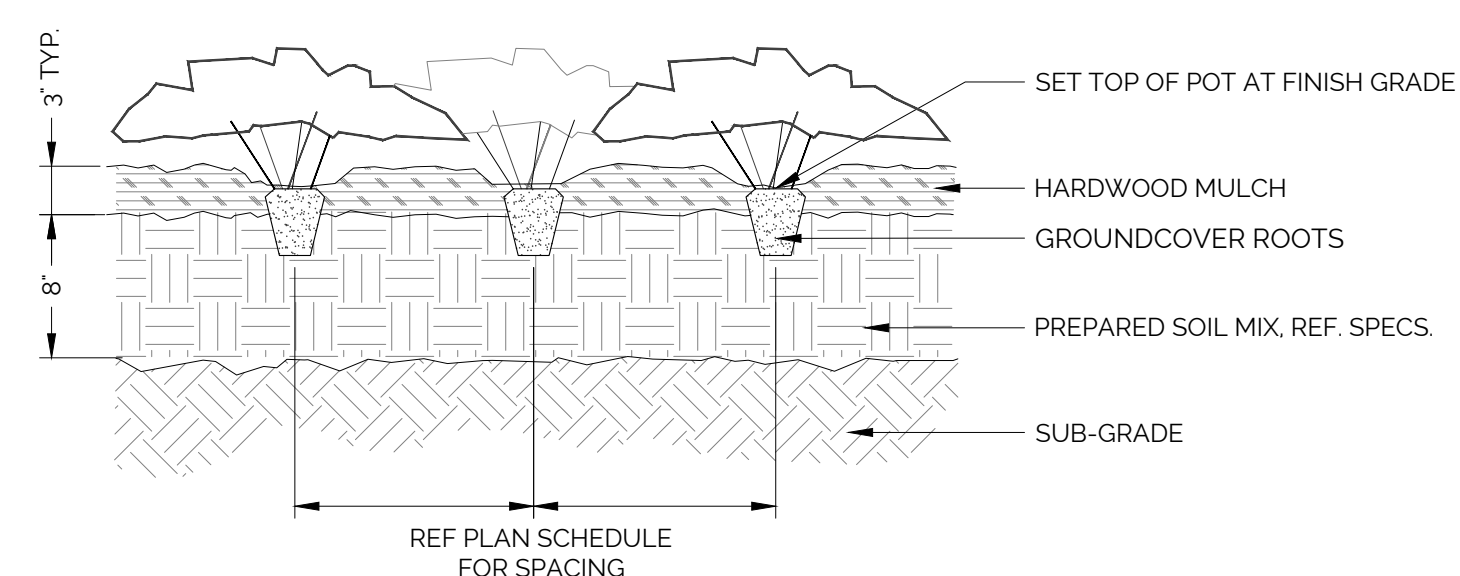 3" TYP.
8"
SET TOP OF POT AT FINISH GRADE
HARDWOOD MULCH
GROUNDCOVER ROOTS
PREPARED SOIL MIX, REF. SPECS.
SUB-GRADE
REF PLAN SCHEDULE
FOR SPACING